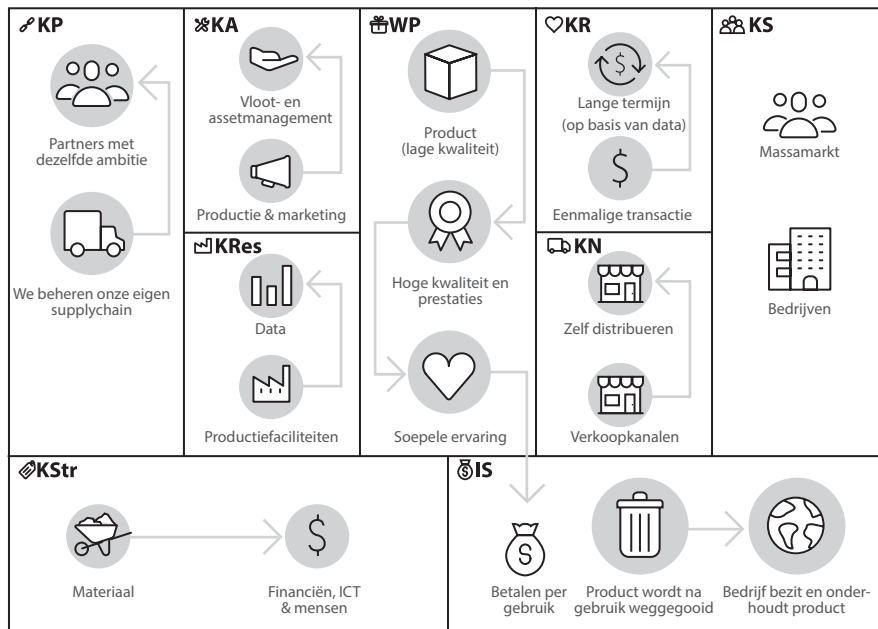 KP
Partners met
dezelfde ambitie
We beheren onze eigen
supplychain
KA
Vloot- en
assetmanagement
Productie & marketing
KRes
Data
Productiefaciliteiten
WP
Product
(lage kwaliteit)
Hoge kwaliteit en
prestaties
Soepele ervaring
KR
$
Lange termijn
(op basis van data)
$
Eenmalige transactie
KN
Zelf distribueren
Verkoopkanalen
KS
Massamarkt
Bedrijven
KStr
Materiaal
$
Financiën, ICT
& mensen
IS
$
Betalen per
gebruik
Product wordt na
gebruik weggegooid
Bedrijf bezit en onder-
houdt product